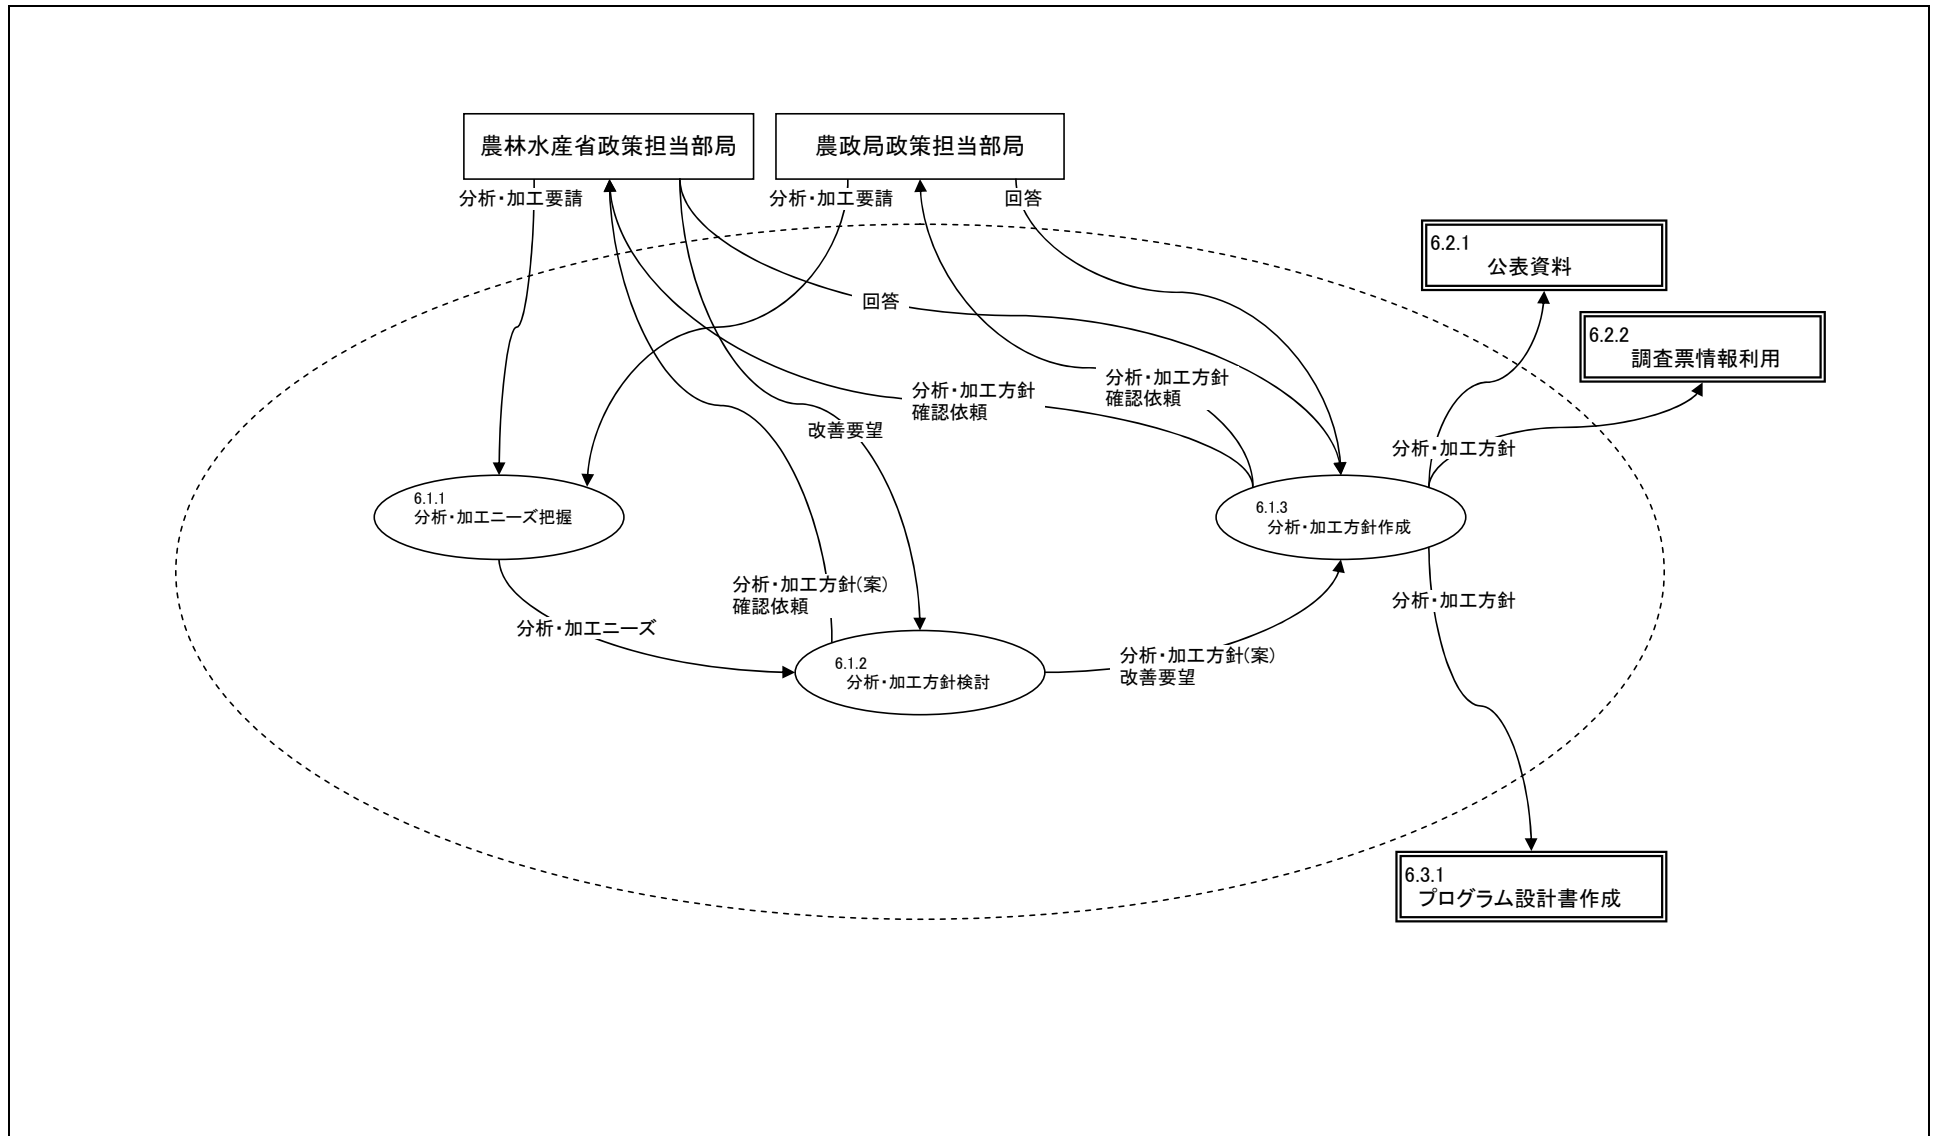 農林水産省政策担当部局
農政局政策担当部局
分析・加工要請
分析・加工要請
回答
6.2.1
公表資料
回答
6.2.2
調査票情報利用
分析・加工方針
確認依頼
分析・加工方針
確認依頼
改善要望
分析・加工方針
6.1.1
分析・加工ニーズ把握
6.1.3
分析・加工方針作成
分析・加工方針(案)
確認依頼
分析・加工方針
分析・加工ニーズ
6.1.2
分析・加工方針検討
分析・加工方針(案)
改善要望
6.3.1
プログラム設計書作成